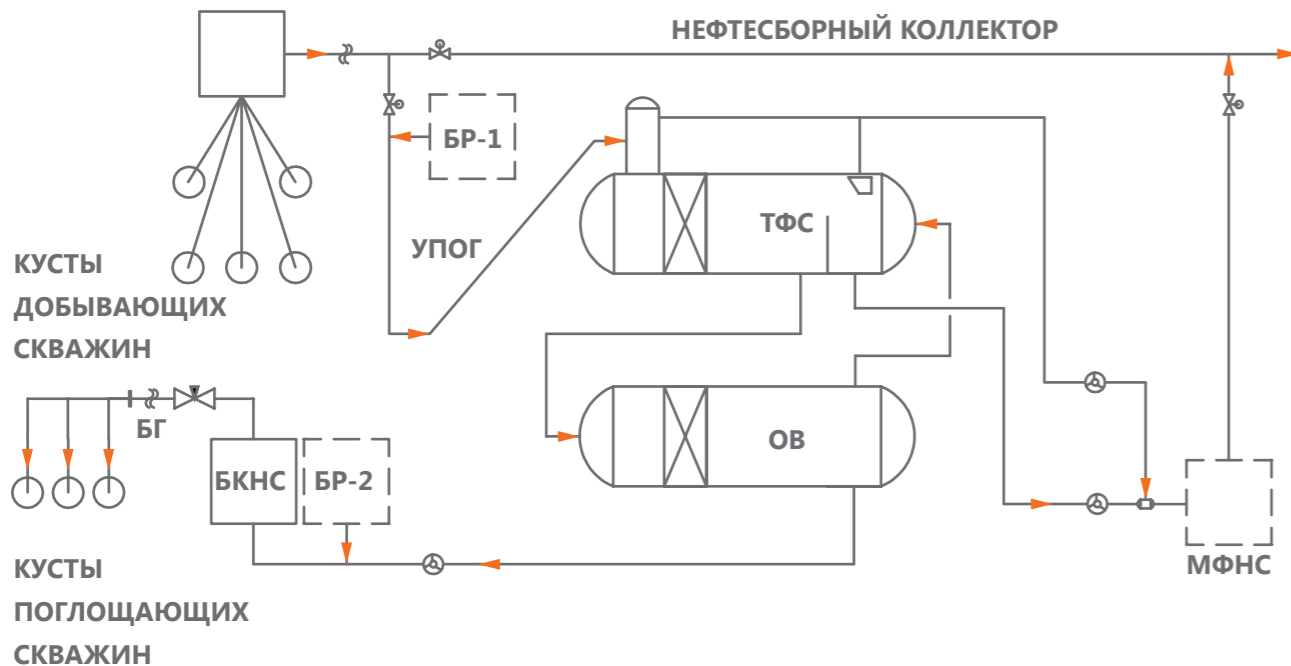 НЕФТЕСБОРНЫЙ КОЛЛЕКТОР
БР-1
ТФС
УПОГ
КУСТЫ
ДОБЫВАЮЩИХ
СКВАЖИН
БГ
ОВ
БКНС
БР-2
МФНС
КУСТЫ
ПОГЛОЩАЮЩИХ
СКВАЖИН